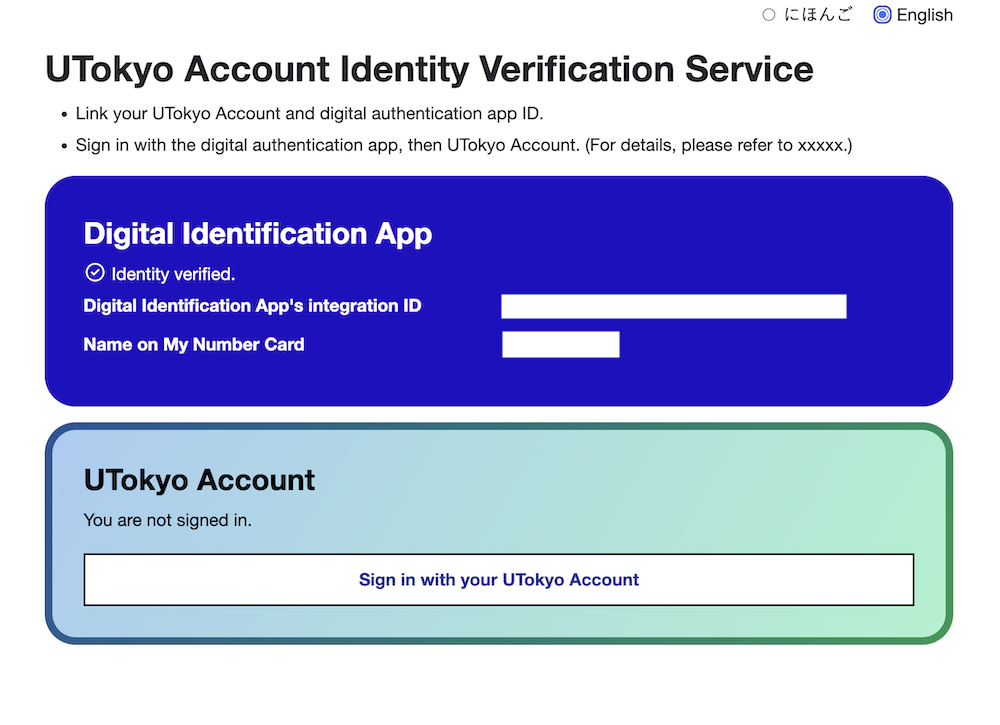 にほんご English
UTokyo Account Identity Verification Service
• Link your UTokyo Account and digital authentication app ID.
• Sign in with the digital authentication app, then UTokyo Account. (For details, please refer to xxxxx.)
Digital Identification App
Identity verified.
Digital Identification App's integration ID
Name on My Number Card
UTokyo Account
You are not signed in.
Sign in with your UTokyo Account